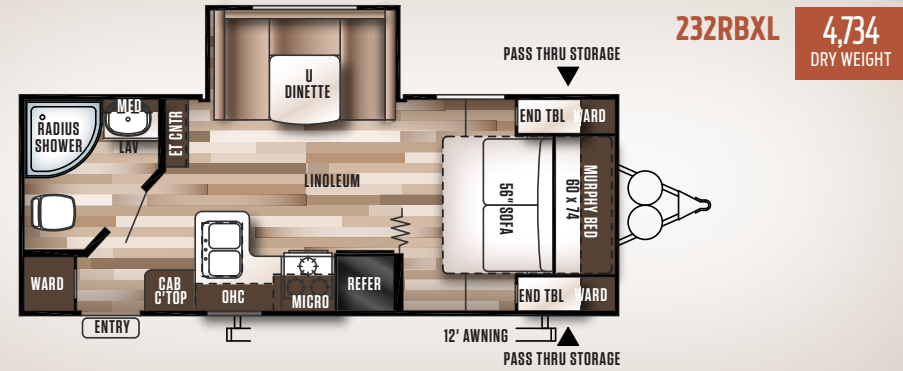 232RBXL
4,734
DRY WEIGHT
PASS THRU STORAGE
U
DINETTE
MED
LAV
RADIUS
SHOWER
ET CNTR
END TBL
WARD
LINOLEUM
56" SOFA
MURPHY BED
60 X 74
WARD
CAB
C'TOP
OHC
MICRO
REFER
END TBL
WARD
ENTRY
12' AWNING
PASS THRU STORAGE